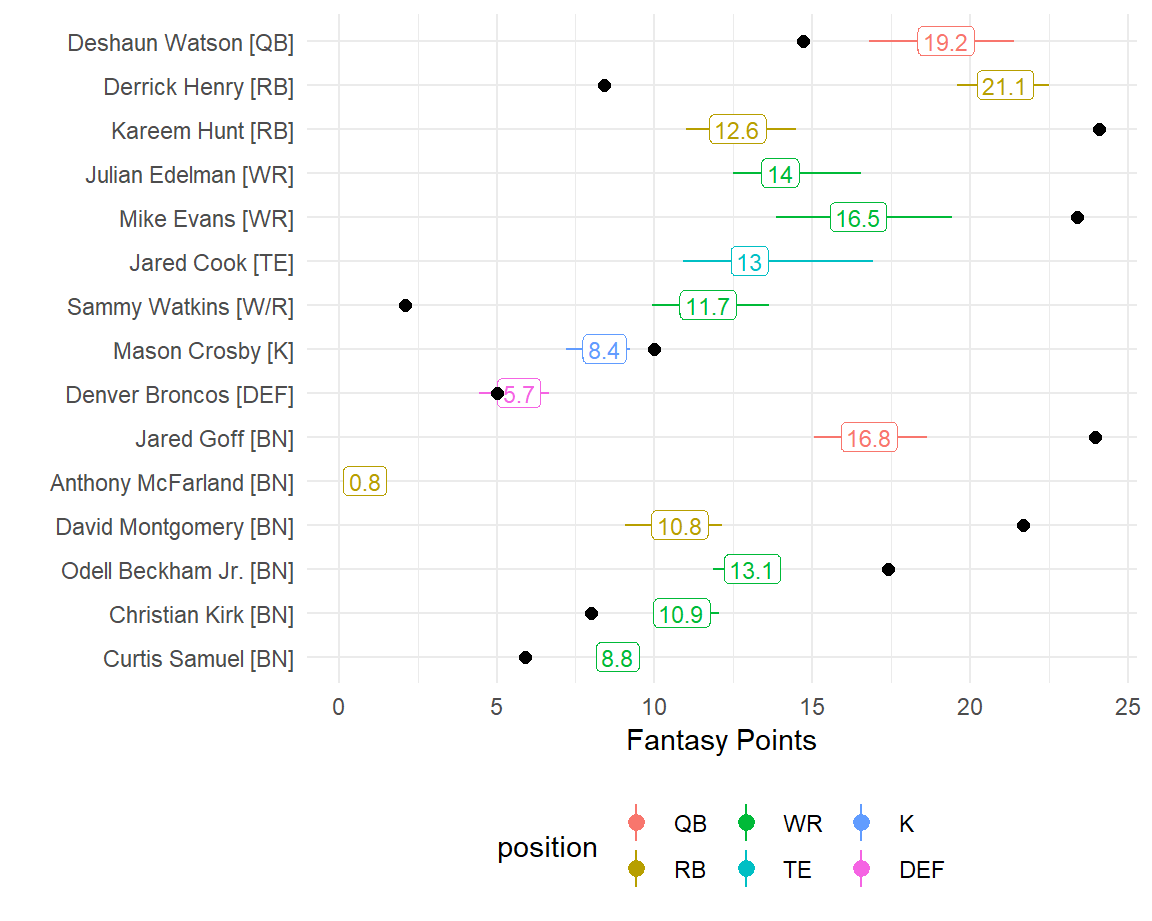 Deshaun Watson [QB] 19.2
Derrick Henry [RB] 21.1
Kareem Hunt [RB] 12.6
Julian Edelman [WR] 14
Mike Evans [WR] 16.5
Jared Cook [TE] 13
Sammy Watkins [W/R] 11.7
Mason Crosby [K] 8.4
Denver Broncos [DEF] 5.7
Jared Goff [BN] 16.8
Anthony McFarland [BN] 0.8
David Montgomery [BN] 10.8
Odell Beckham Jr. [BN] 13.1
Christian Kirk [BN] 10.9
Curtis Samuel [BN] 8.8
0 5 10 15 20 25
Fantasy Points
position
QB WR K
RB TE DEF